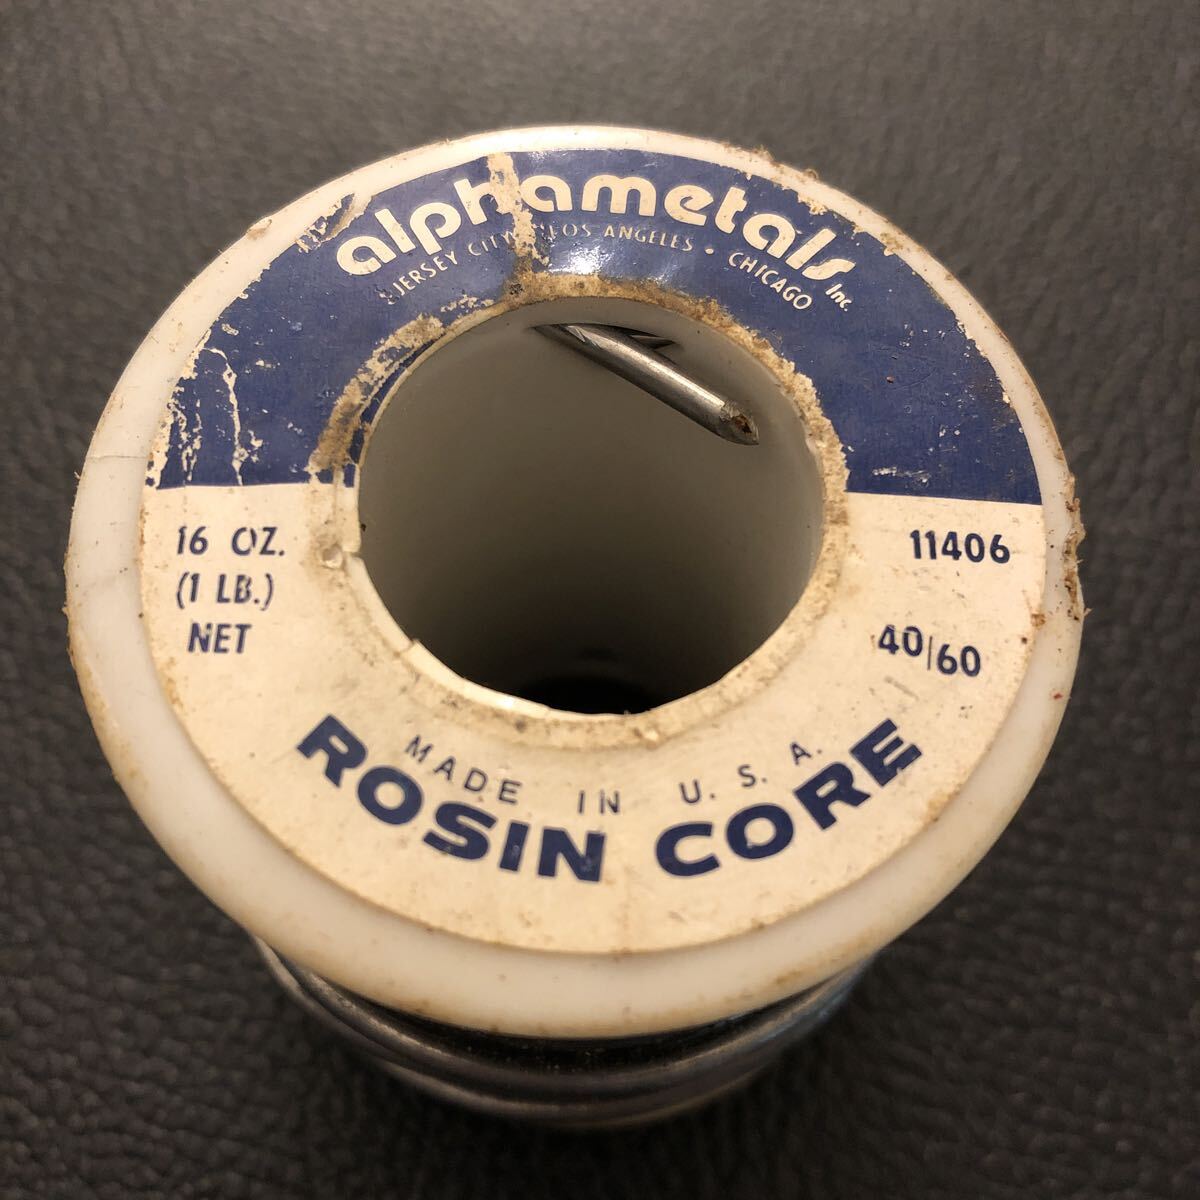 alphametals Inc.
JERSEY CITY • LOS ANGELES • CHICAGO
16 OZ.
(1 LB.)
NET
11406
40/60
MADE IN U.S.A.
ROSIN CORE